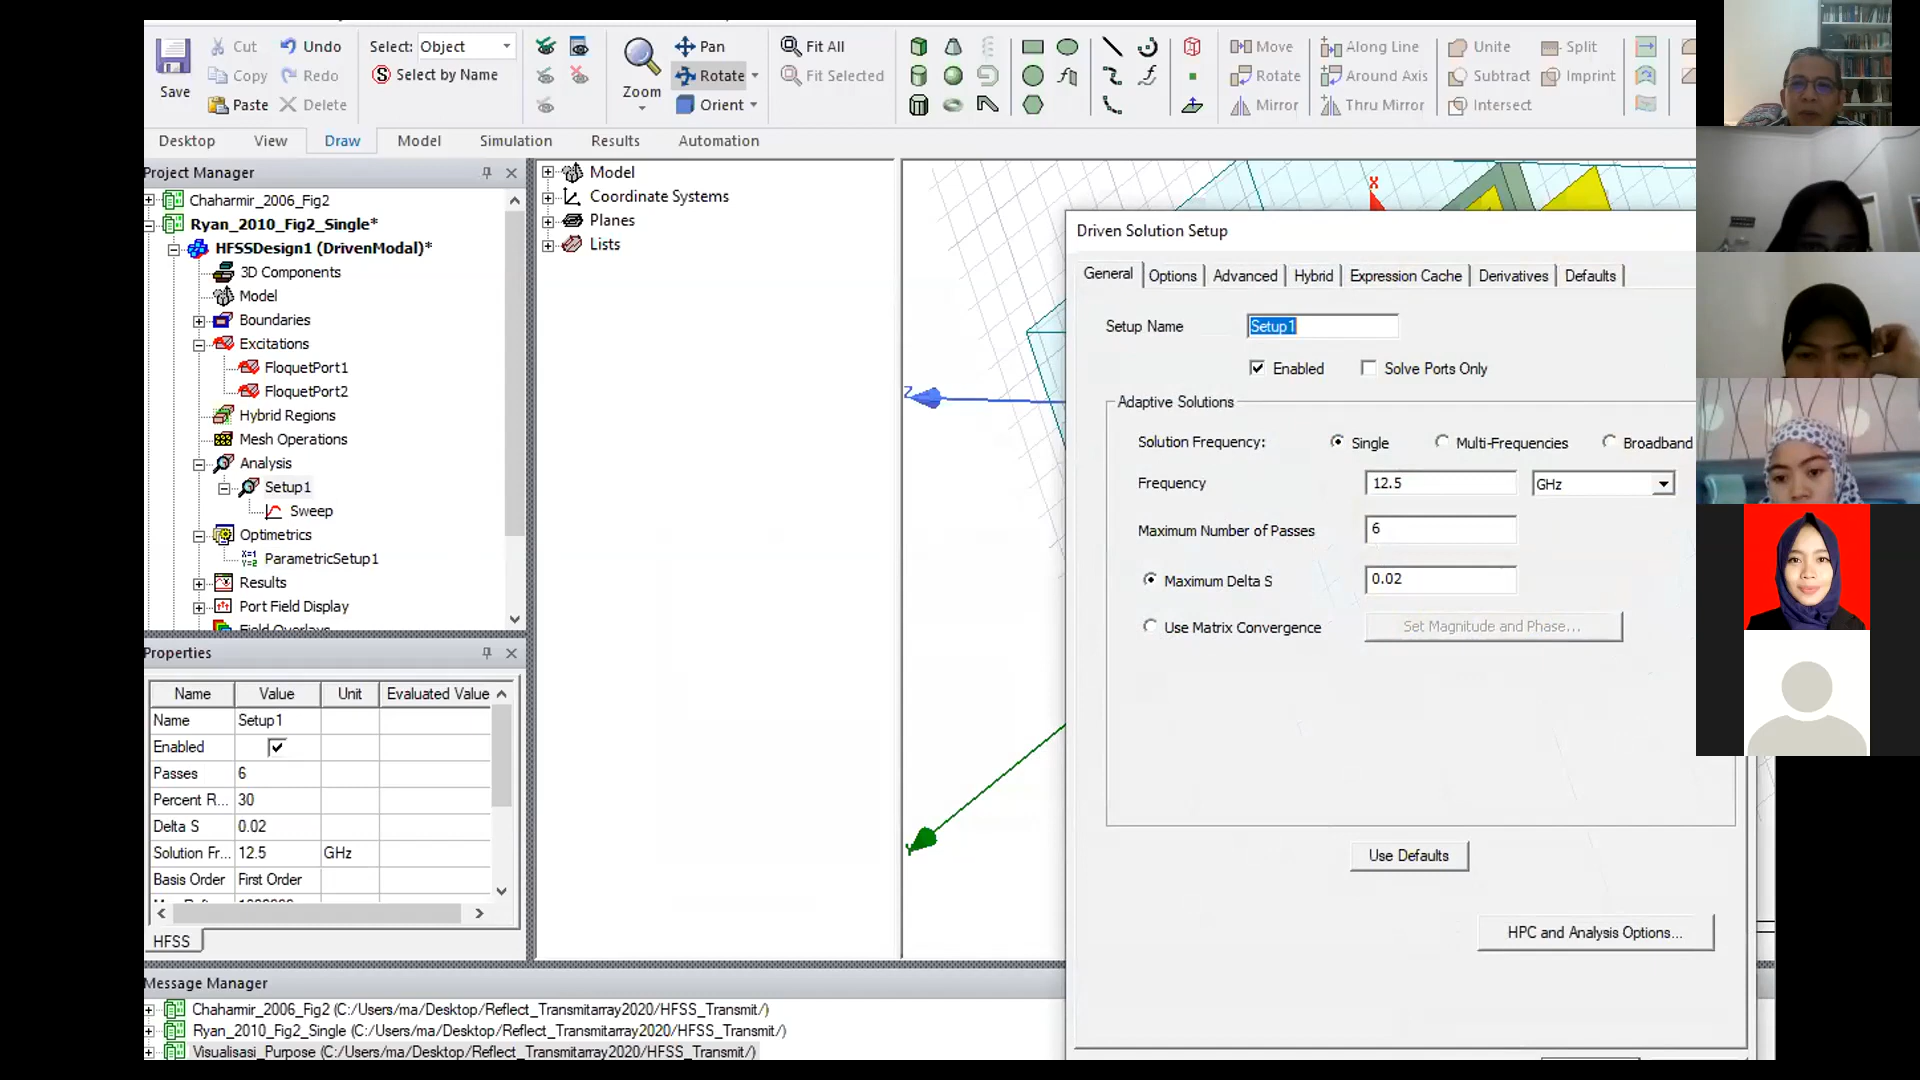 Cut
Undo
Select: Object
Pan
Fit All
Move
Along Line
Unite
Split
Copy
Redo
Select by Name
Rotate
Fit Selected
Rotate
Around Axis
Subtract
Imprint
Save
Paste
Delete
Zoom
Orient
Mirror
Thru Mirror
Intersect
Desktop
View
Draw
Model
Simulation
Results
Automation
Project Manager
Chaharmir_2006_Fig2
Ryan_2010_Fig2_Single*
HFSSDesign1 (DrivenModal)*
3D Components
Model
Boundaries
Excitations
FloquetPort1
FloquetPort2
Hybrid Regions
Mesh Operations
Analysis
Setup1
Sweep
Optimetrics
ParametricSetup1
Results
Port Field Display
Field Overlays
Model
Coordinate Systems
Planes
Lists
X
Z
Y
Driven Solution Setup
General
Options
Advanced
Hybrid
Expression Cache
Derivatives
Defaults
Setup Name
Setup1
Enabled
Solve Ports Only
Adaptive Solutions
Solution Frequency:
Single
Multi-Frequencies
Broadband
Frequency
12.5
GHz
Maximum Number of Passes
6
Maximum Delta S
0.02
Use Matrix Convergence
Set Magnitude and Phase...
Use Defaults
HPC and Analysis Options...
Properties
Name Value Unit Evaluated Value
Name Setup1
Enabled
Passes 6
Percent R... 30
Delta S 0.02
Solution Fr... 12.5 GHz
Basis Order First Order
HFSS
Message Manager
Chaharmir_2006_Fig2 (C:/Users/ma/Desktop/Reflect_Transmitarray2020/HFSS_Transmit/)
Ryan_2010_Fig2_Single (C:/Users/ma/Desktop/Reflect_Transmitarray2020/HFSS_Transmit/)
Visualisasi_Purpose (C:/Users/ma/Desktop/Reflect_Transmitarray2020/HFSS_Transmit/)